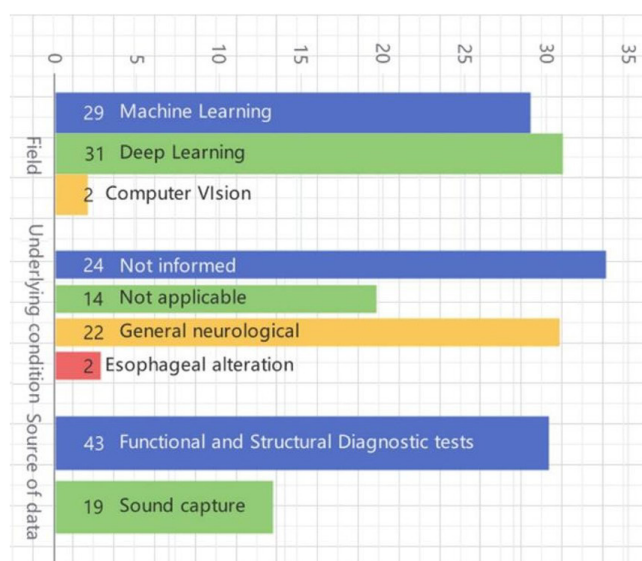 0 5 10 15 20 25 30 35
Field
29 Machine Learning
31 Deep Learning
2 Computer VIsion
Underlying condition
24 Not informed
14 Not applicable
22 General neurological
2 Esophageal alteration
Source of data
43 Functional and Structural Diagnostic tests
19 Sound capture